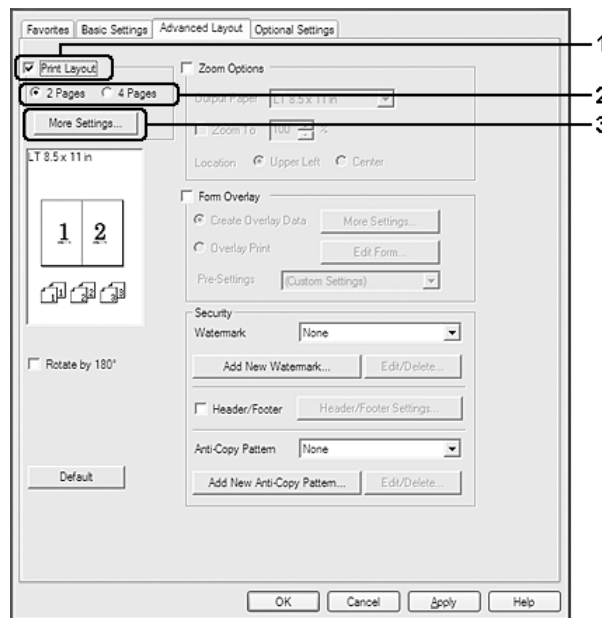 Favorites Basic Settings Advanced Layout Optional Settings
1
Print Layout
2 Pages 4 Pages
2
More Settings...
3
LT 8.5 x 11 in
1 2
Rotate by 180°
Default
Zoom Options
Output Paper LT 8.5 x 11 in
Zoom To 100 %
Location Upper Left Center
Form Overlay
Create Overlay Data More Settings...
Overlay Print Edit Form...
Pre-Settings (Custom Settings)
Security
Watermark None
Add New Watermark... Edit/Delete...
Header/Footer Header/Footer Settings...
Anti-Copy Pattern None
Add New Anti-Copy Pattern... Edit/Delete...
OK Cancel Apply Help